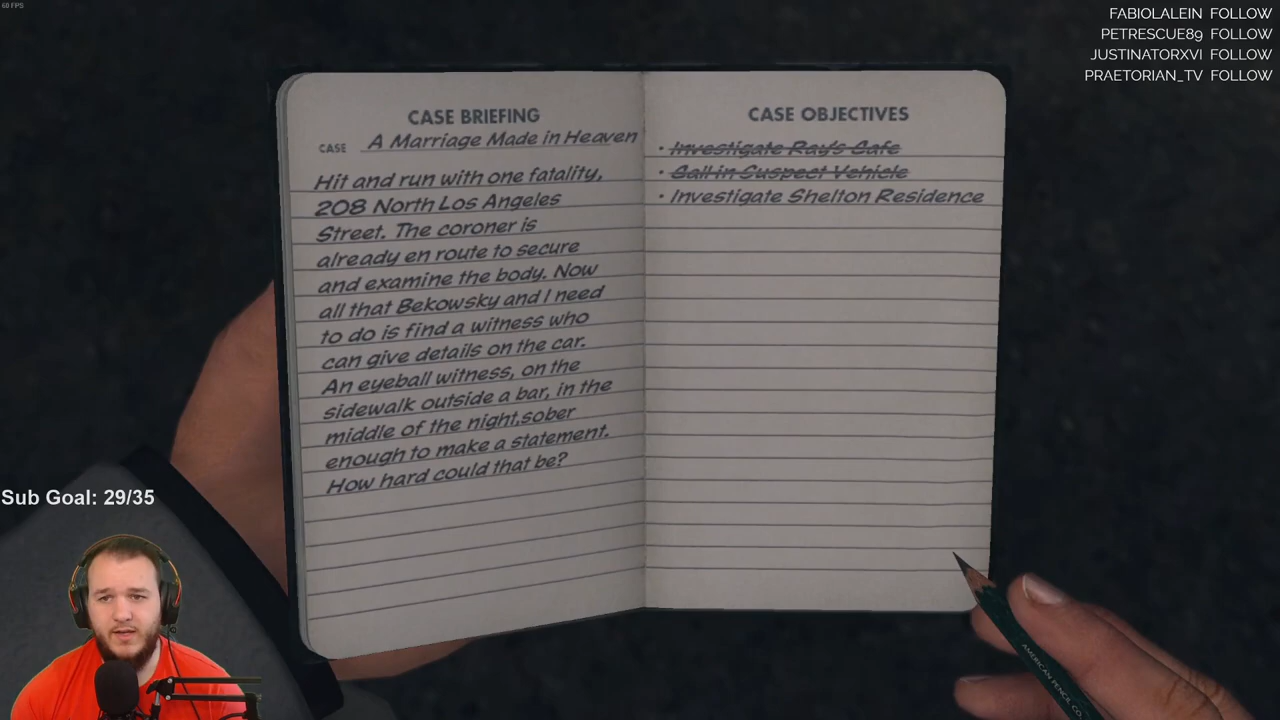 60 FPS
FABIOLALEIN FOLLOW
PETRESCUE89 FOLLOW
JUSTINATORXVI FOLLOW
PRAETORIAN_TV FOLLOW
CASE BRIEFING
CASE A Marriage Made in Heaven
Hit and run with one fatality,
208 North Los Angeles
Street. The coroner is
already en route to secure
and examine the body. Now
all that Bekowsky and I need
to do is find a witness who
can give details on the car.
An eyeball witness, on the
sidewalk outside a bar, in the
middle of the night,sober
enough to make a statement.
How hard could that be?
CASE OBJECTIVES
• Investigate Ray's Cafe
• Call in Suspect Vehicle
• Investigate Shelton Residence
Sub Goal: 29/35
AMERICAN PENCIL CO.